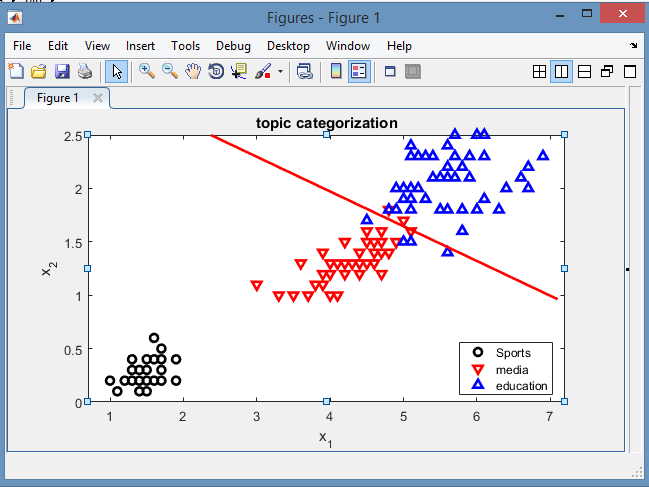 Figures - Figure 1
File Edit View Insert Tools Debug Desktop Window Help
Figure 1
topic categorization
2.5
2
1.5
1
0.5
0
x2
1 2 3 4 5 6 7
x1
Sports
media
education